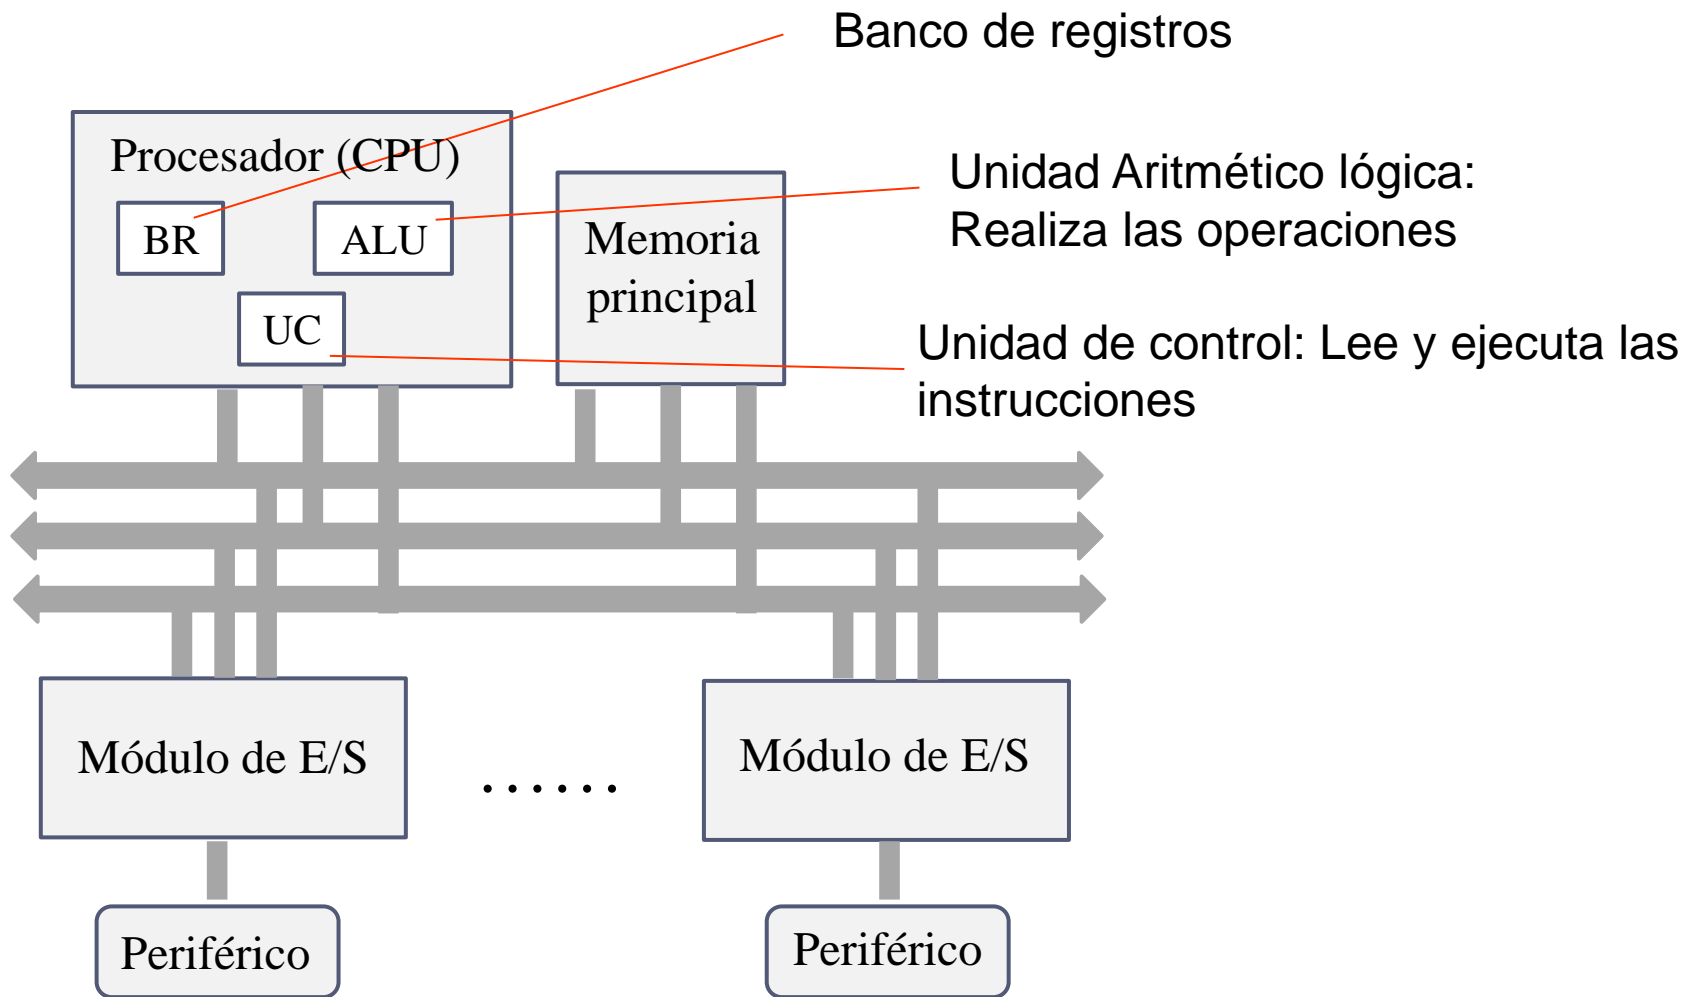 Banco de registros
Procesador (CPU)
BR
ALU
UC
Memoria
principal
Unidad Aritmético lógica:
Realiza las operaciones
Unidad de control: Lee y ejecuta las
instrucciones
Módulo de E/S
......
Módulo de E/S
Periférico
Periférico